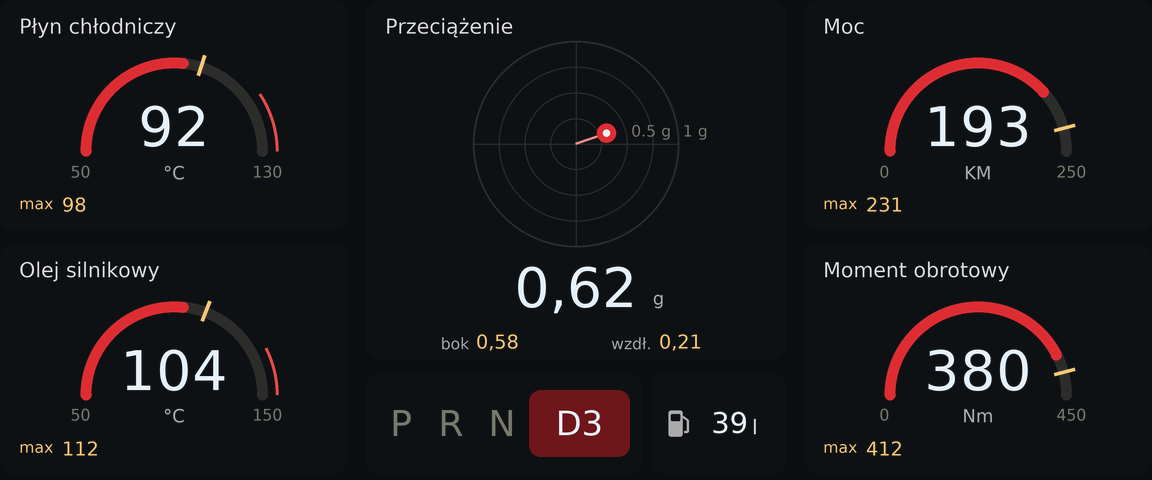 Płyn chłodniczy
92
°C
50
130
max 98
Olej silnikowy
104
°C
50
150
max 112
Przeciążenie
0.5 g 1 g
0,62 g
bok 0,58
wzdł. 0,21
P R N D3
39 l
Moc
193
KM
0
250
max 231
Moment obrotowy
380
Nm
0
450
max 412